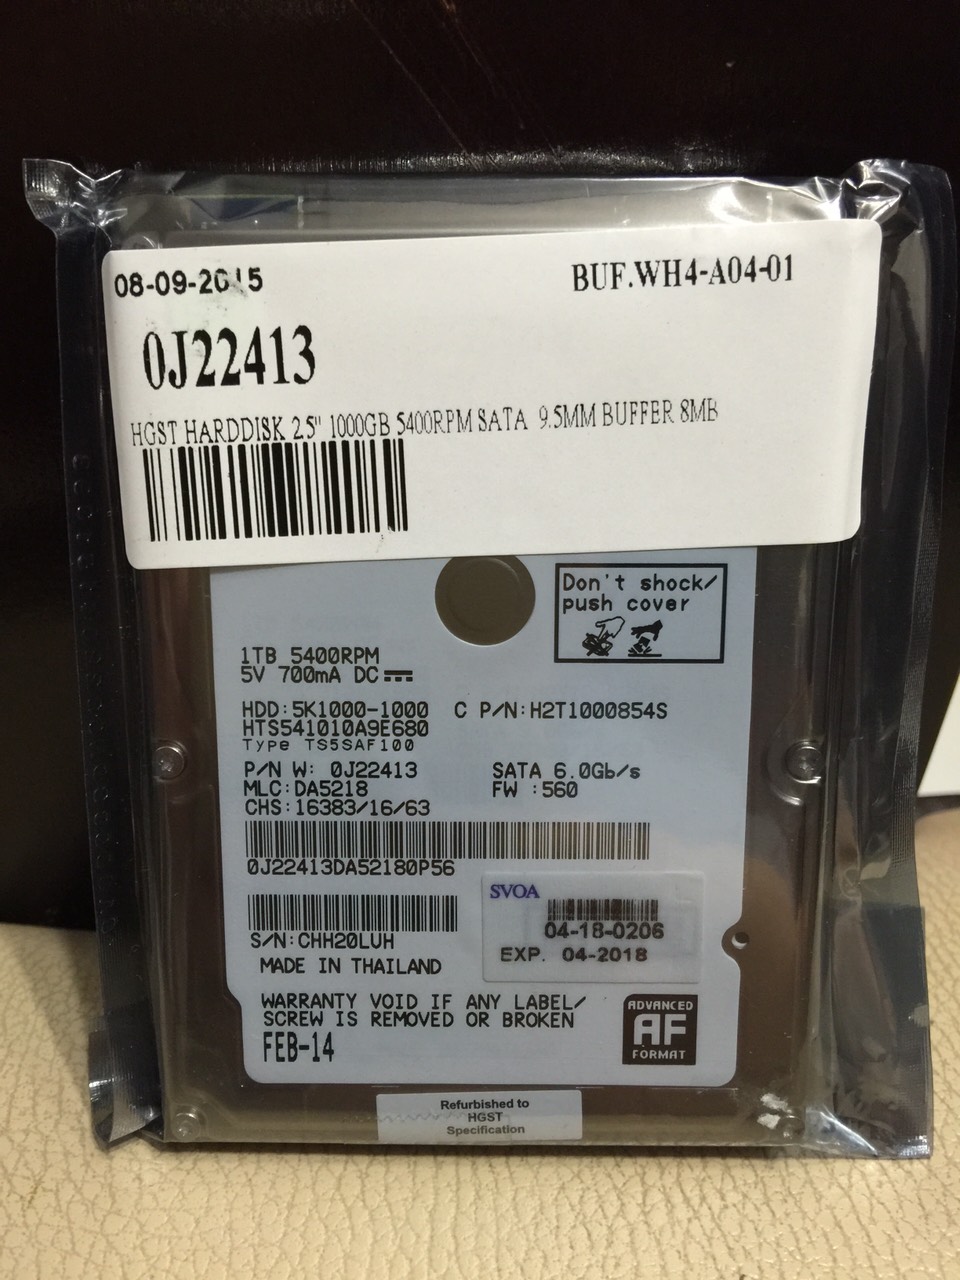 08-09-2015
BUF.WH4-A04-01
0J22413
HGST HARDDISK 2.5" 1000GB 5400RPM SATA 9.5MM BUFFER 8MB
Don't shock/
push cover
1TB 5400RPM
5V 700mA DC
HDD:5K1000-1000 C P/N:H2T1000854S
HTS541010A9E680
Type TS5SAF100
P/N W: 0J22413 SATA 6.0Gb/s
MLC:DA5218 FW :560
CHS:16383/16/63
0J22413DA52180P56
SVOA
04-18-0206
EXP. 04-2018
S/N:CHH20LUH
MADE IN THAILAND
WARRANTY VOID IF ANY LABEL/
SCREW IS REMOVED OR BROKEN
FEB-14
ADVANCED
AF
FORMAT
Refurbished to
HGST
Specification